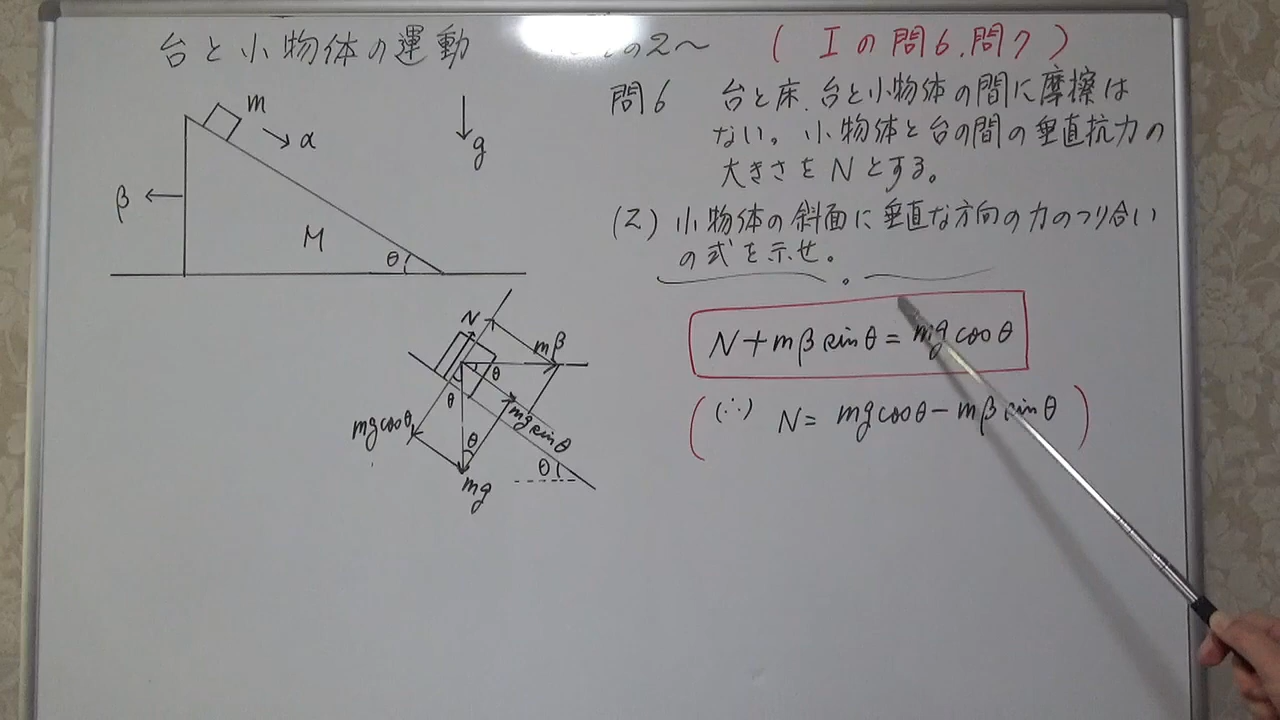 台と小物体の運動 の2〜 (Iの問6.問7)
問6 台と床.台と小物体の間に摩擦は
ない。小物体と台の間の垂直抗力の
大きさをNとする。
(2) 小物体の斜面に垂直な方向の力のつり合い
の式を示せ。
m
α
g
β
M
θ
N
mβ
θ
θ
mg cosθ
mg sinθ
θ
θ
mg
N+mβ sinθ=mg cosθ
((∴) N= mg cosθ-mβ sinθ)